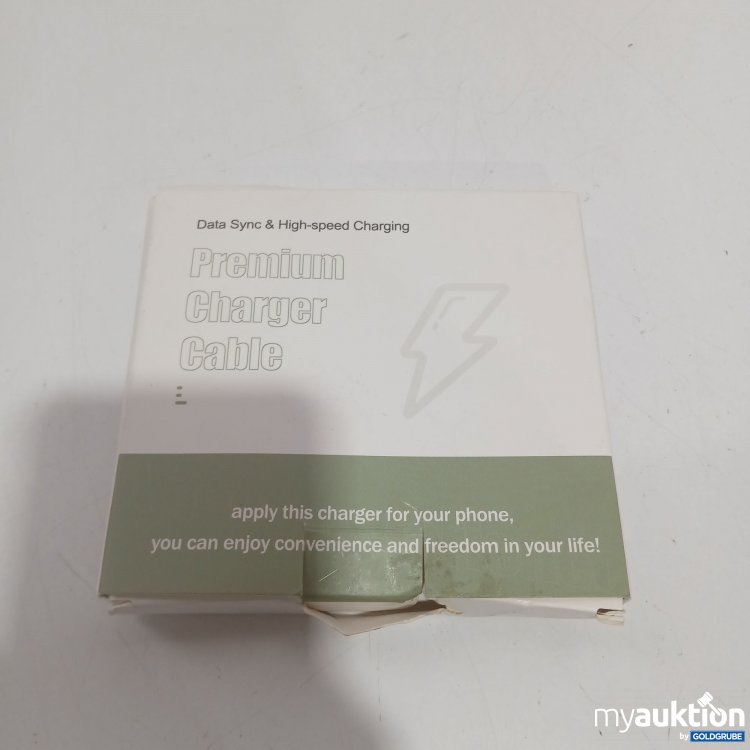 Data Sync & High-speed Charging
Premium
Charger
Cable
apply this charger for your phone,
you can enjoy convenience and freedom in your life!
myauktion
by GOLDGRUBE